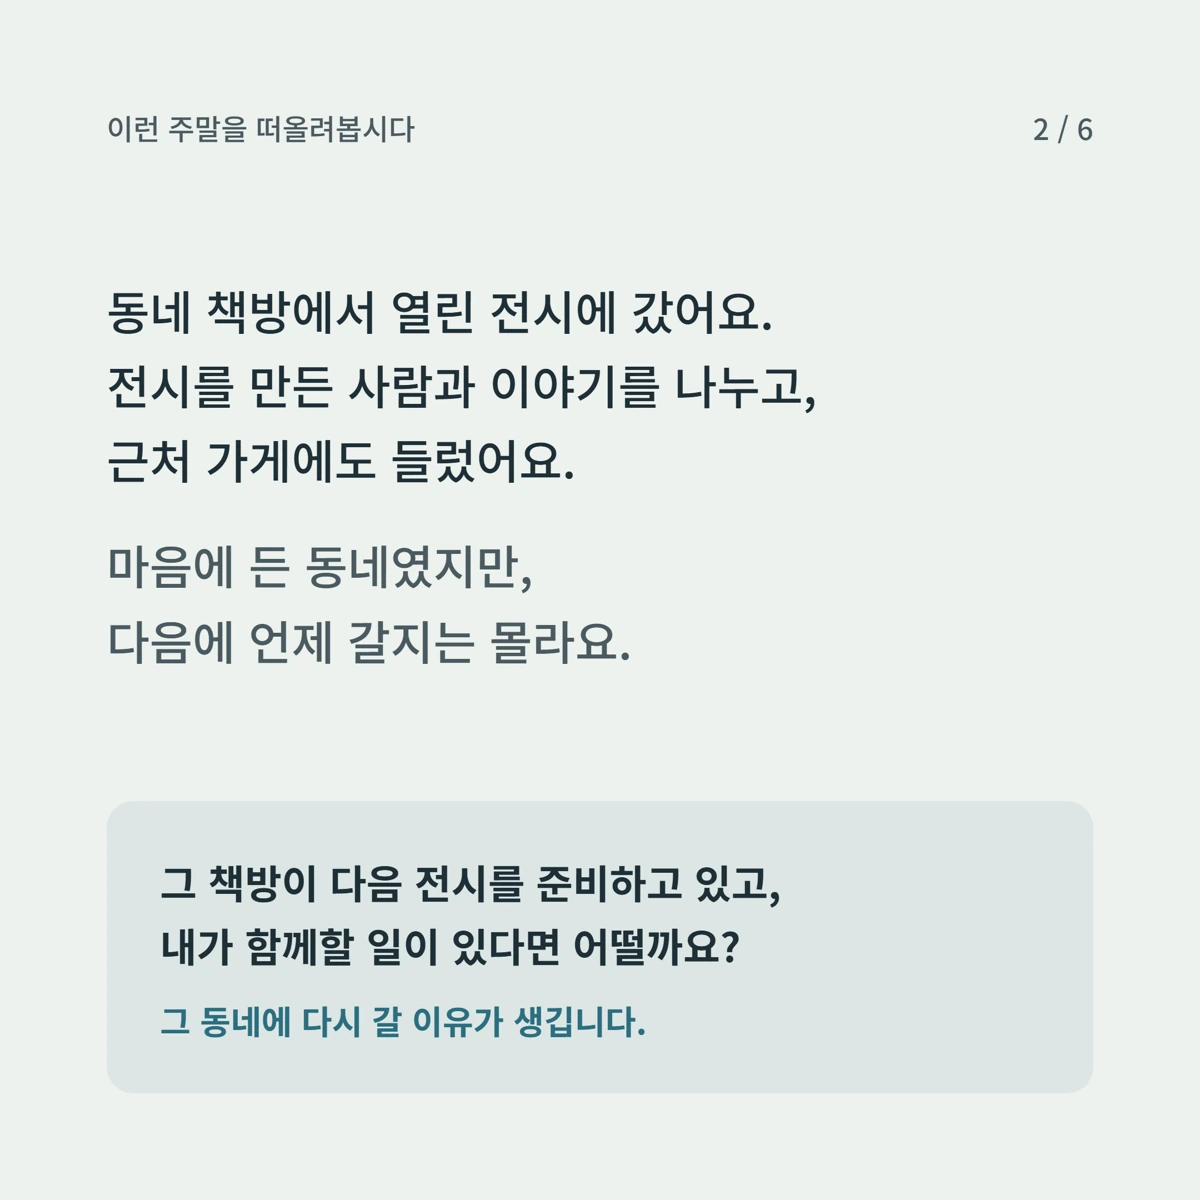 이런 주말을 떠올려봅시다
2 / 6
동네 책방에서 열린 전시에 갔어요.
전시를 만든 사람과 이야기를 나누고,
근처 가게에도 들렀어요.
마음에 든 동네였지만,
다음에 언제 갈지는 몰라요.
그 책방이 다음 전시를 준비하고 있고,
내가 함께할 일이 있다면 어떨까요?
그 동네에 다시 갈 이유가 생깁니다.